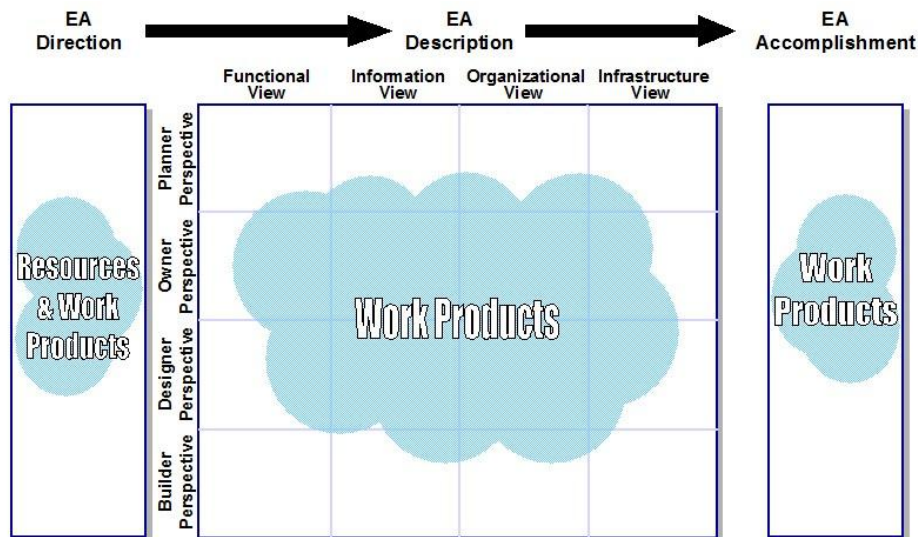 EA
Direction
EA
Description
EA
Accomplishment
Functional
View
Information
View
Organizational
View
Infrastructure
View
Planner
Perspective
Owner
Perspective
Designer
Perspective
Builder
Perspective
Resources
& Work
Products
Work Products
Work
Products